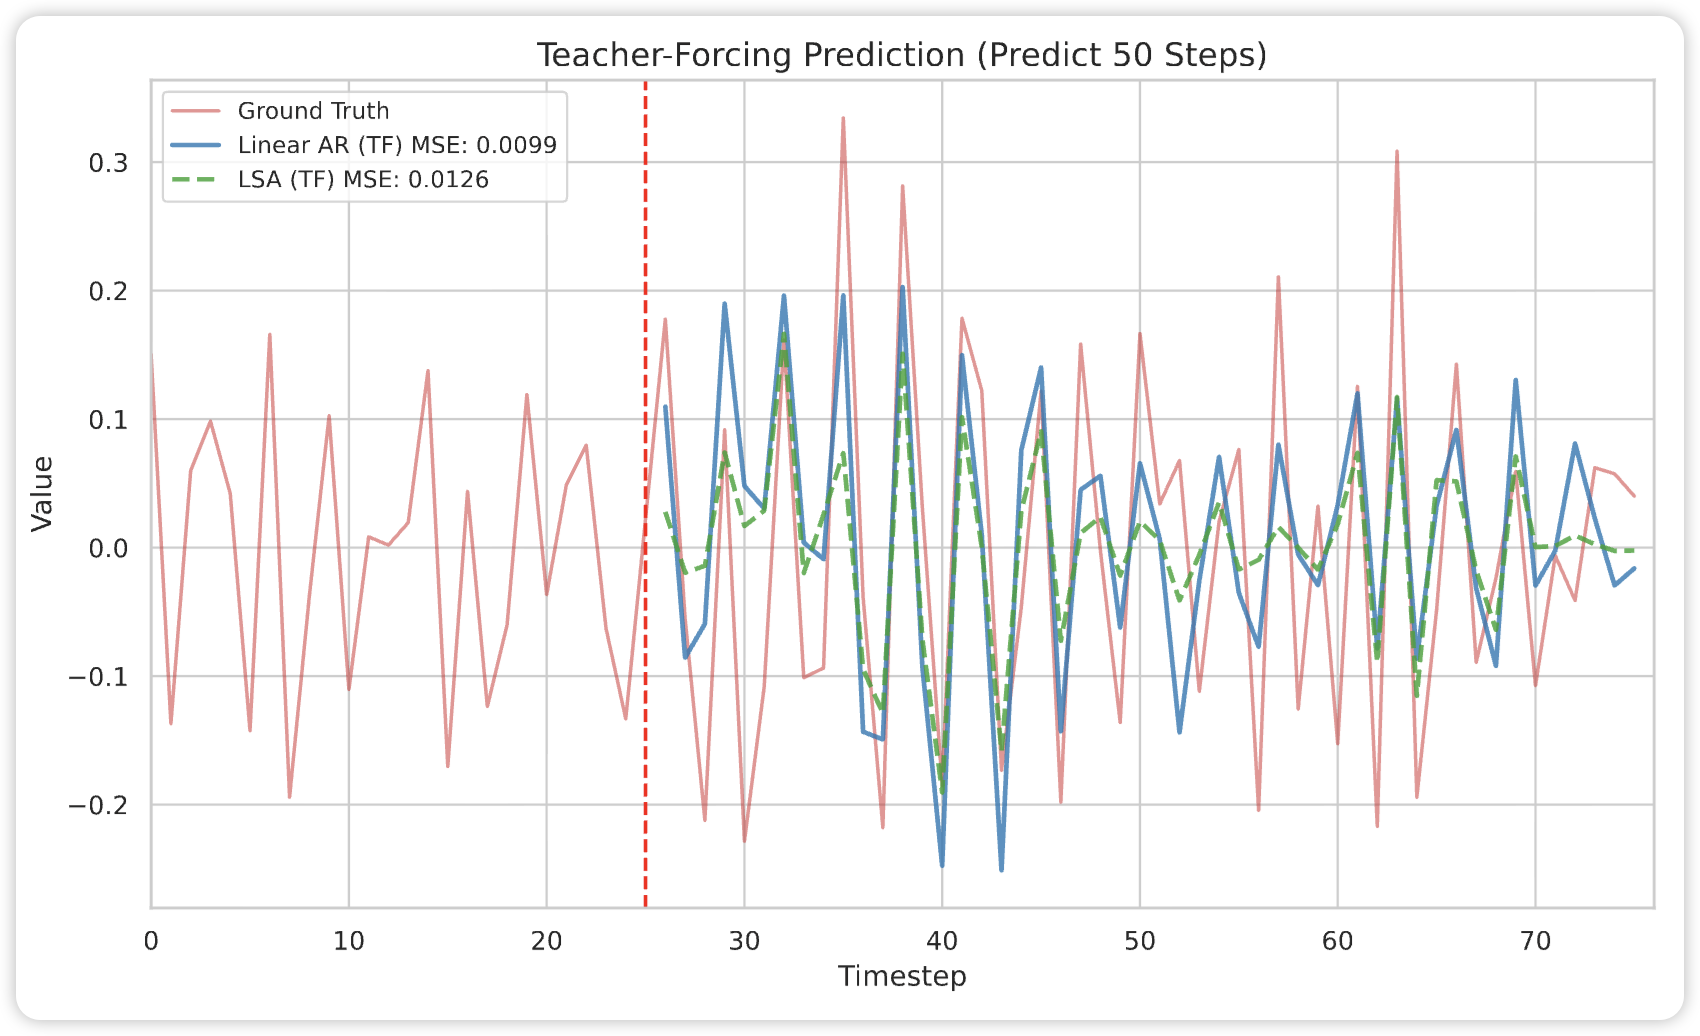 Teacher-Forcing Prediction (Predict 50 Steps)
Ground Truth
Linear AR (TF) MSE: 0.0099
LSA (TF) MSE: 0.0126
Value
0.3
0.2
0.1
0.0
−0.1
−0.2
0 10 20 30 40 50 60 70
Timestep